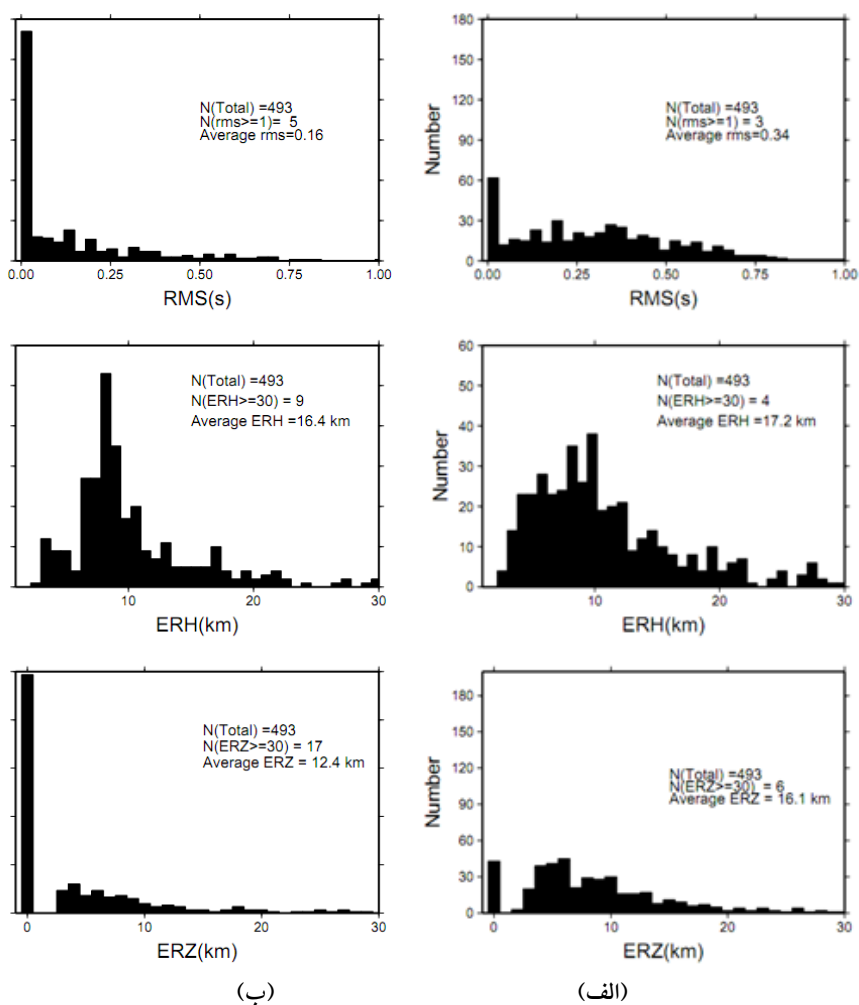 N(Total) =493
N(rms>=1)= 5
Average rms=0.16
0.00 0.25 0.50 0.75 1.00
RMS(s)
180
150
120
90
60
30
0
Number
N(Total) =493
N(rms>=1) = 3
Average rms=0.34
0.00 0.25 0.50 0.75 1.00
RMS(s)
N(Total) =493
N(ERH>=30) = 9
Average ERH =16.4 km
10 20 30
ERH(km)
60
50
40
30
20
10
0
Number
N(Total) =493
N(ERH>=30) = 4
Average ERH =17.2 km
10 20 30
ERH(km)
N(Total) =493
N(ERZ>=30) = 17
Average ERZ = 12.4 km
0 10 20 30
ERZ(km)
180
150
120
90
60
30
0
Number
N(Total) =493
N(ERZ>=30) = 6
Average ERZ = 16.1 km
0 10 20 30
ERZ(km)
(الف)
(ب)